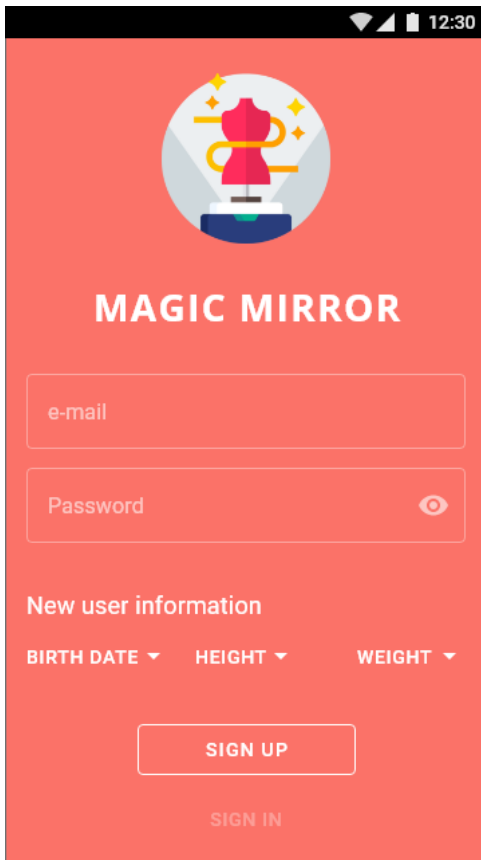 12:30
MAGIC MIRROR
e-mail
Password
New user information
BIRTH DATE HEIGHT WEIGHT
SIGN UP
SIGN IN